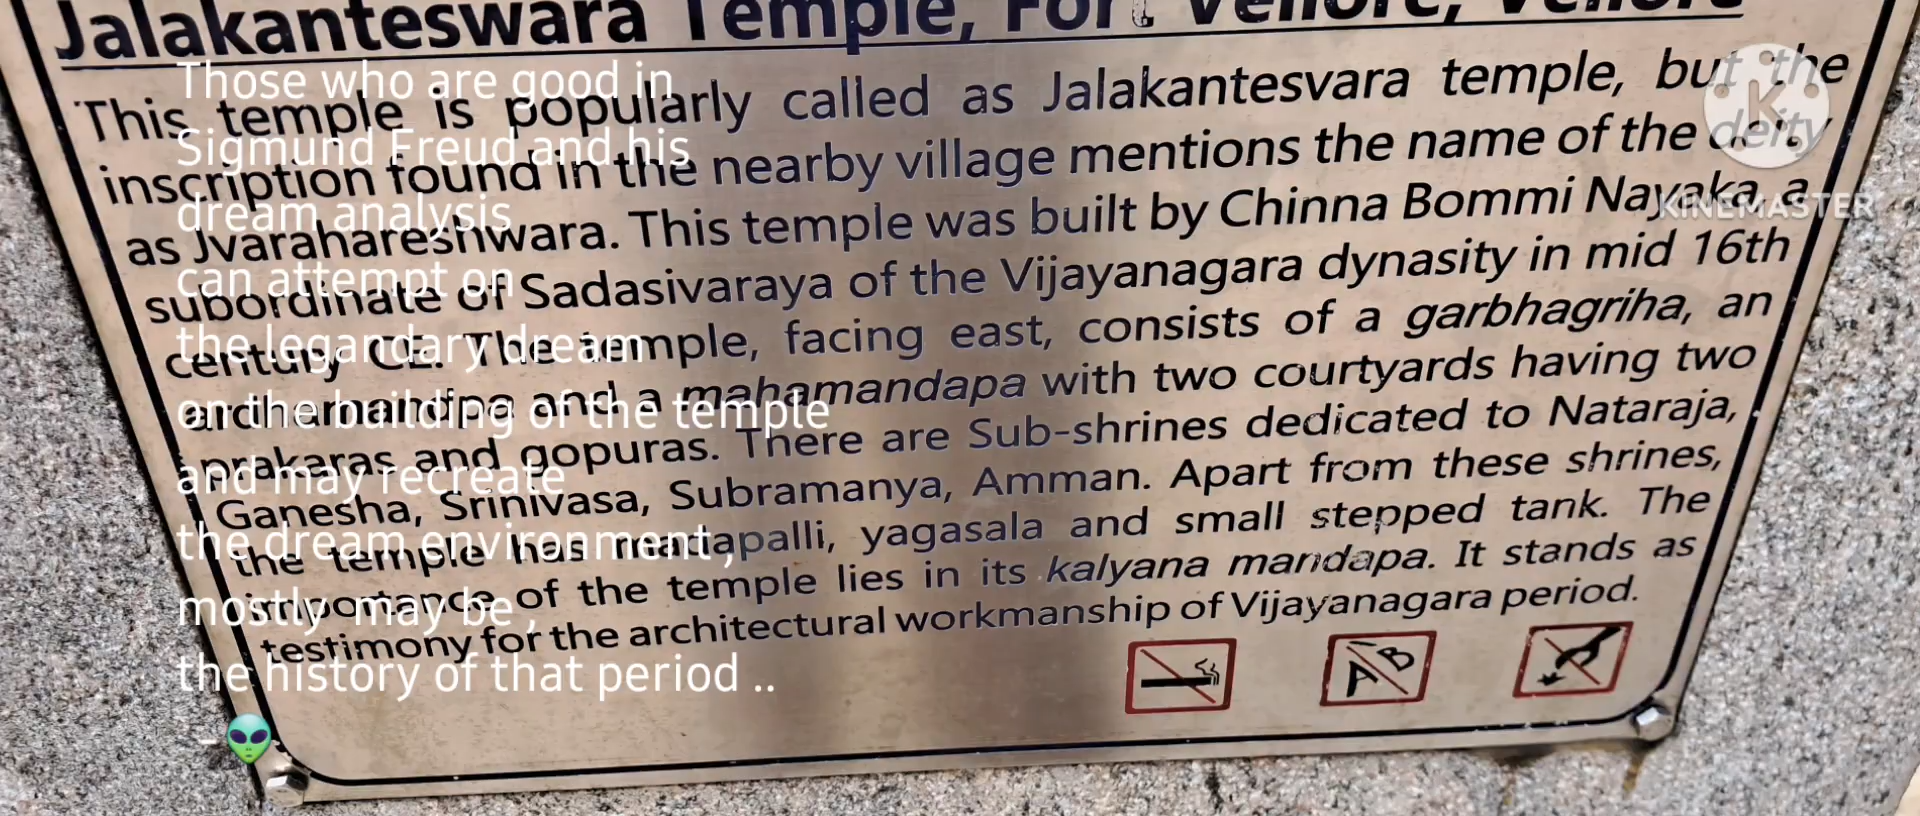 Jalakanteswara Temple, Fort Vellore, Vellore
This temple is popularly called as Jalakantesvara temple, but the
inscription found in the nearby village mentions the name of the deity
as Jvarahareshwara. This temple was built by Chinna Bommi Nayaka, a
subordinate of Sadasivaraya of the Vijayanagara dynasity in mid 16th
century CE. The temple, facing east, consists of a garbhagriha, an
and a mahamandapa with two courtyards having two
prakaras and gopuras. There are Sub-shrines dedicated to Nataraja,
Ganesha, Srinivasa, Subramanya, Amman. Apart from these shrines,
the temple has madapalli, yagasala and small stepped tank. The
importance of the temple lies in its kalyana mandapa. It stands as
testimony for the architectural workmanship of Vijayanagara period.
A B
Those who are good in
Sigmund Freud and his
dream analysis
can attempt on
the legandary dream
on the building of the temple
and may recreate
the dream environment,
mostly may be ,
the history of that period ..
-
K
KINEMASTER